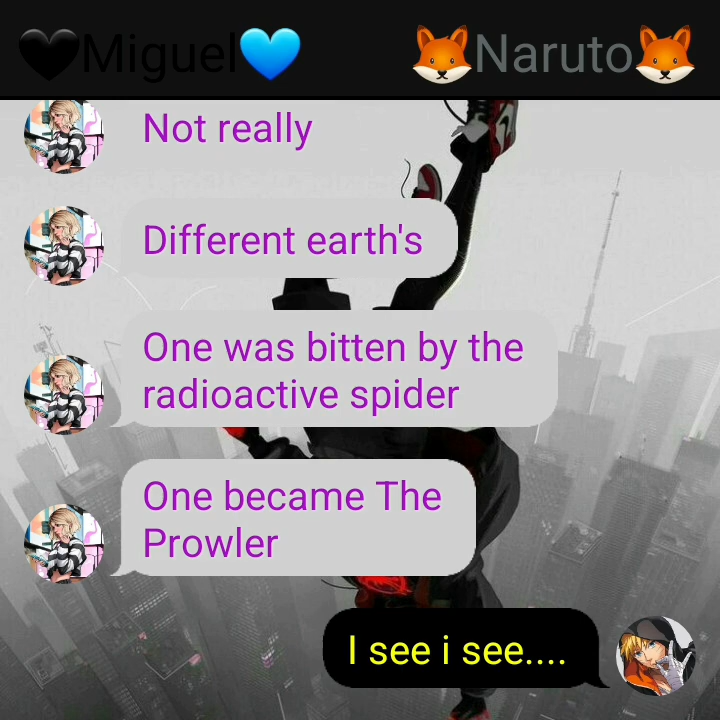 🖤Miguel💙 🦊Naruto🦊
Not really
Different earth's
One was bitten by the
radioactive spider
One became The
Prowler
I see i see....